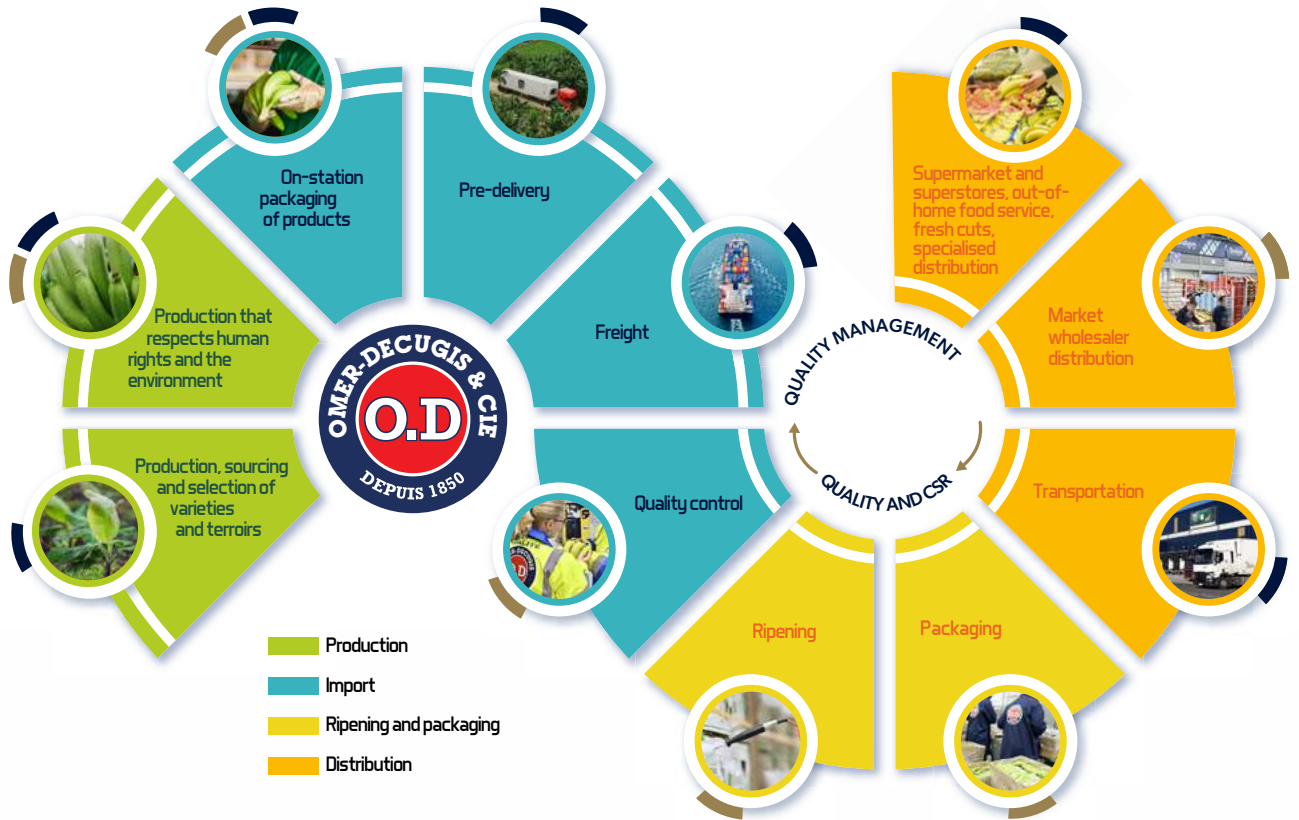 On-station
packaging
of products
Pre-delivery
Supermarket and
superstores, out-of-
home food service,
fresh cuts,
specialised
distribution
Production that
respects human
rights and the
environment
Freight
QUALITY MANAGEMENT
Market
wholesaler
distribution
OMER-DECUGIS & CIE
O.D
DEPUIS 1850
Production, sourcing
and selection of
varieties
and terroirs
Quality control
QUALITY AND CSR
Transportation
Ripening
Packaging
Production
Import
Ripening and packaging
Distribution